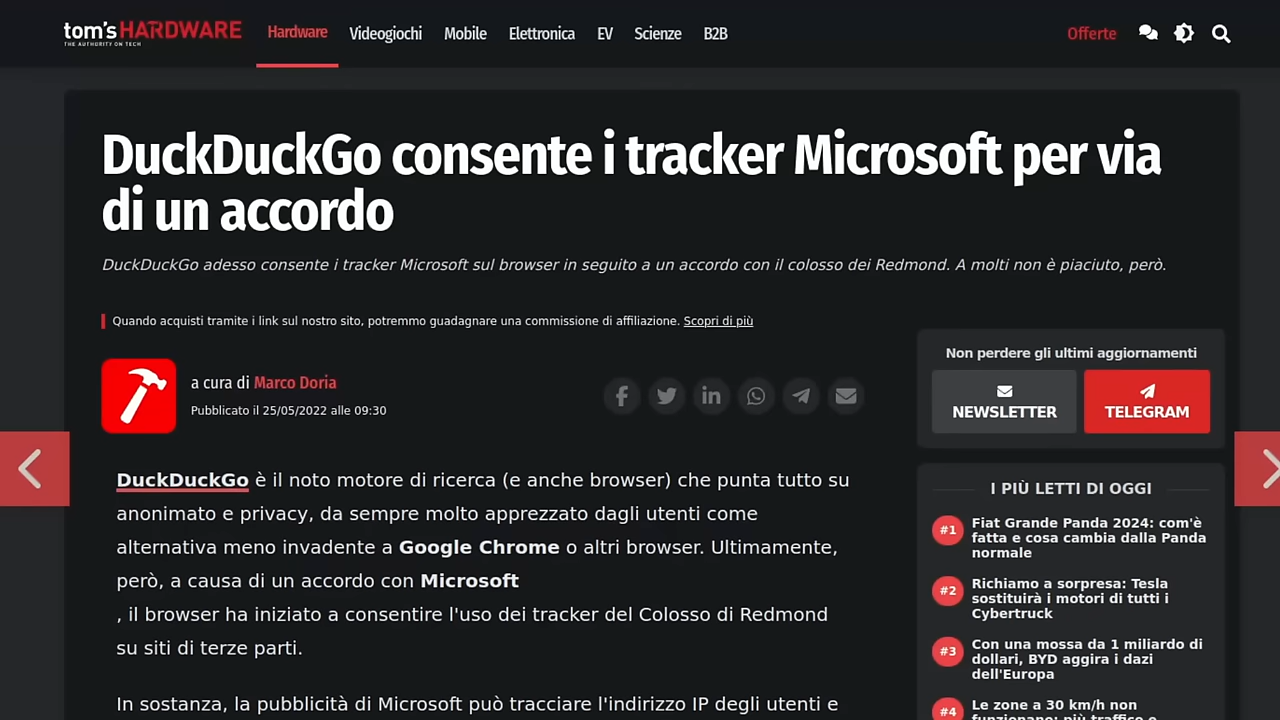 tom's HARDWARE
THE AUTHORITY ON TECH
Hardware
Videogiochi
Mobile
Elettronica
EV
Scienze
B2B
Offerte
DuckDuckGo consente i tracker Microsoft per via
di un accordo
DuckDuckGo adesso consente i tracker Microsoft sul browser in seguito a un accordo con il colosso dei Redmond. A molti non è piaciuto, però.
Quando acquisti tramite i link sul nostro sito, potremmo guadagnare una commissione di affiliazione. Scopri di più
a cura di Marco Doria
Pubblicato il 25/05/2022 alle 09:30
DuckDuckGo è il noto motore di ricerca (e anche browser) che punta tutto su
anonimato e privacy, da sempre molto apprezzato dagli utenti come
alternativa meno invadente a Google Chrome o altri browser. Ultimamente,
però, a causa di un accordo con Microsoft
, il browser ha iniziato a consentire l'uso dei tracker del Colosso di Redmond
su siti di terze parti.
In sostanza, la pubblicità di Microsoft può tracciare l'indirizzo IP degli utenti e
Non perdere gli ultimi aggiornamenti
NEWSLETTER
TELEGRAM
I PIÙ LETTI DI OGGI
#1
Fiat Grande Panda 2024: com'è
fatta e cosa cambia dalla Panda
normale
#2
Richiamo a sorpresa: Tesla
sostituirà i motori di tutti i
Cybertruck
#3
Con una mossa da 1 miliardo di
dollari, BYD aggira i dazi
dell'Europa
#4
Le zone a 30 km/h non
funzionano: più traffico e